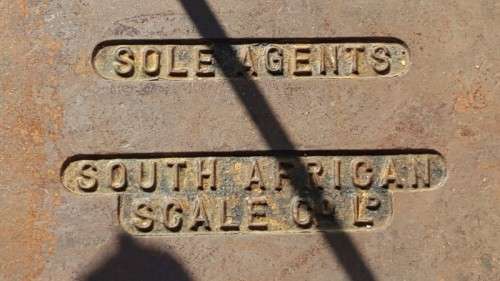 SOLE AGENTS
SOUTH AFRICAN
SCALE Co Ld